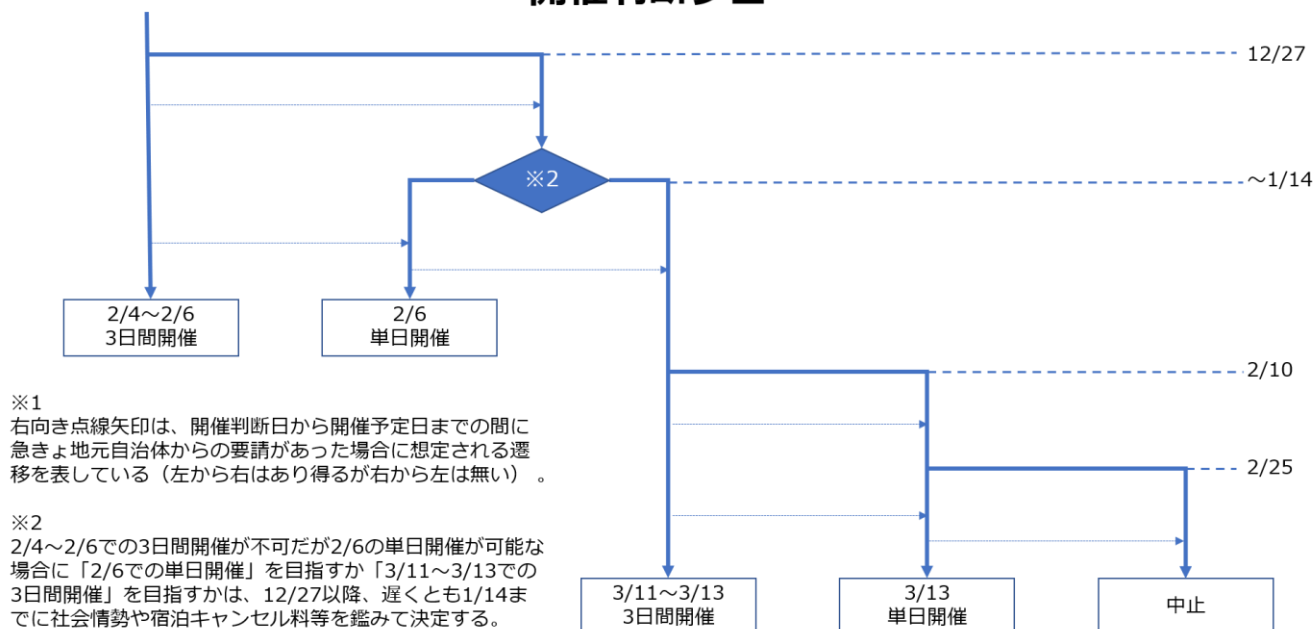 12/27
※2
～1/14
2/4～2/6
3日間開催
2/6
単日開催
2/10
※1
右向き点線矢印は、開催判断日から開催予定日までの間に
急きょ地元自治体からの要請があった場合に想定される遷
移を表している（左から右はあり得るが右から左は無い）。
2/25
※2
2/4～2/6での3日間開催が不可だが2/6の単日開催が可能な
場合に「2/6での単日開催」を目指すか「3/11～3/13での
3日間開催」を目指すかは、12/27以降、遅くとも1/14ま
でに社会情勢や宿泊キャンセル料等を鑑みて決定する。
3/11～3/13
3日間開催
3/13
単日開催
中止